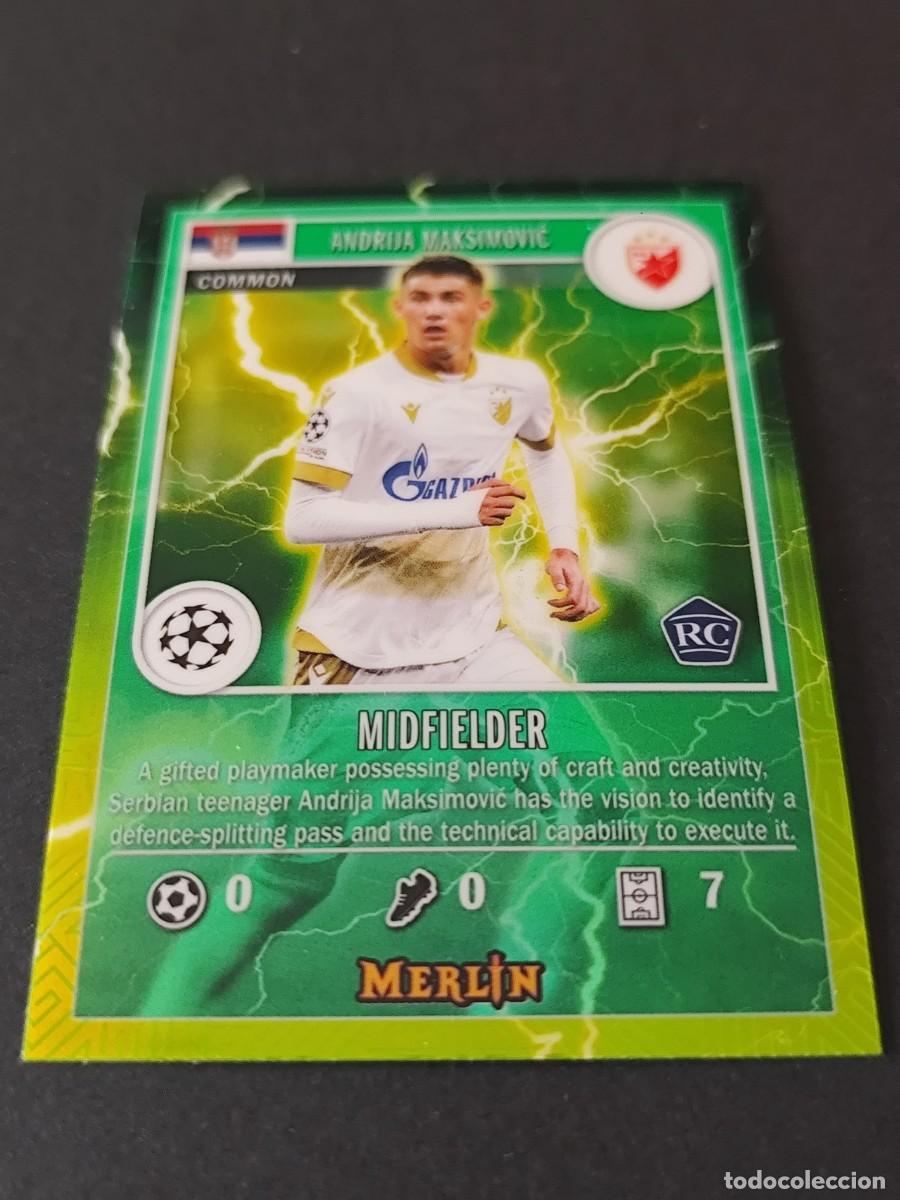 ANDRIJA MAKSIMOVIĆ
COMMON
GAZPR
RC
MIDFIELDER
A gifted playmaker possessing plenty of craft and creativity,
Serbian teenager Andrija Maksimović has the vision to identify a
defence-splitting pass and the technical capability to execute it.
0 0 7
MERLIN
todocoleccion